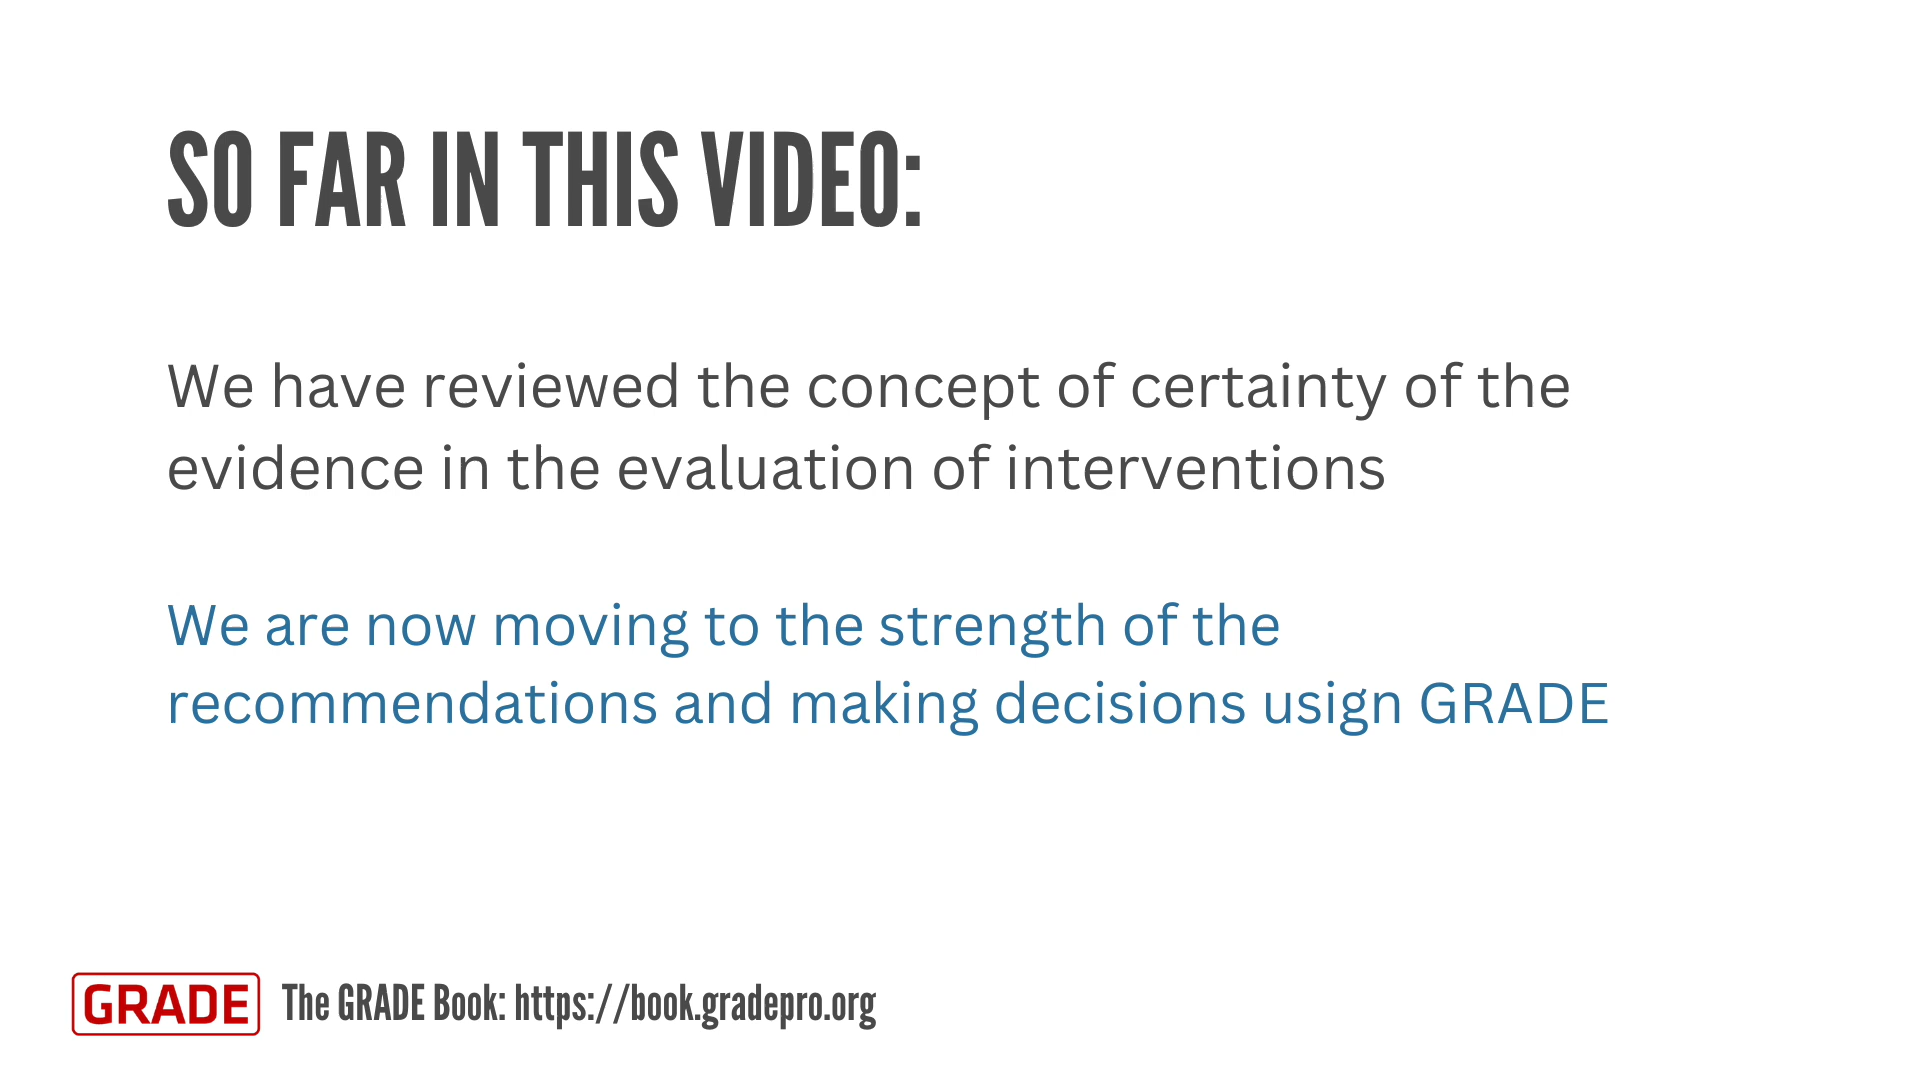 SO FAR IN THIS VIDEO:
We have reviewed the concept of certainty of the
evidence in the evaluation of interventions
We are now moving to the strength of the
recommendations and making decisions usign GRADE
GRADE The GRADE Book: https://book.gradepro.org